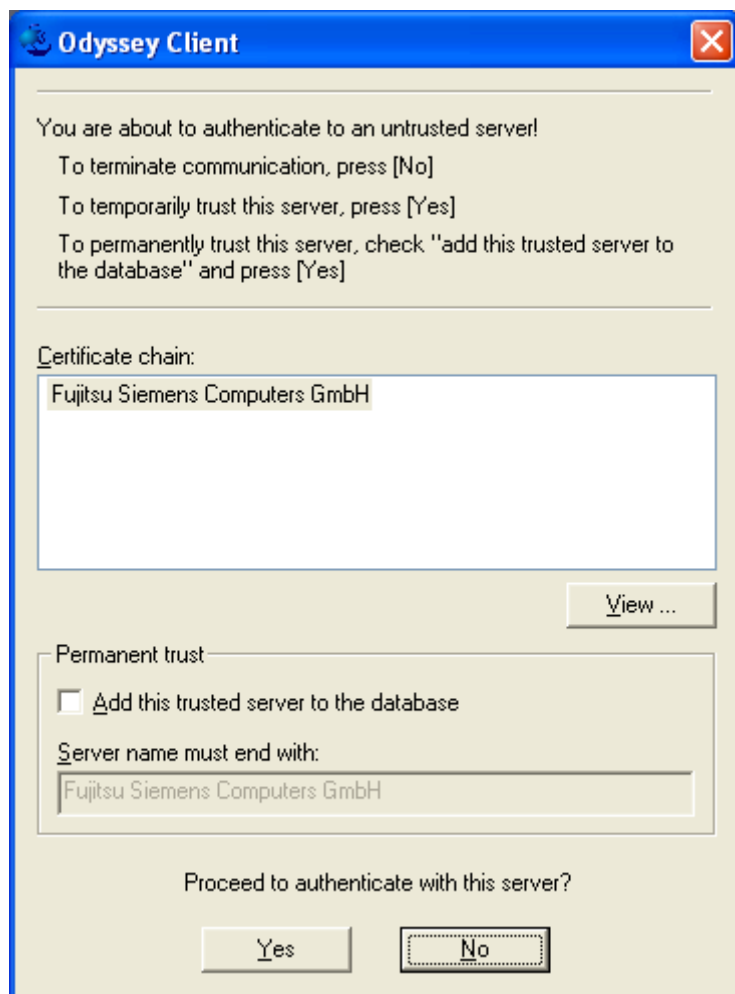 Odyssey Client
You are about to authenticate to an untrusted server!
To terminate communication, press [No]
To temporarily trust this server, press [Yes]
To permanently trust this server, check "add this trusted server to
the database" and press [Yes]
Certificate chain:
Fujitsu Siemens Computers GmbH
View ...
Permanent trust
Add this trusted server to the database
Server name must end with:
Fujitsu Siemens Computers GmbH
Proceed to authenticate with this server?
Yes No